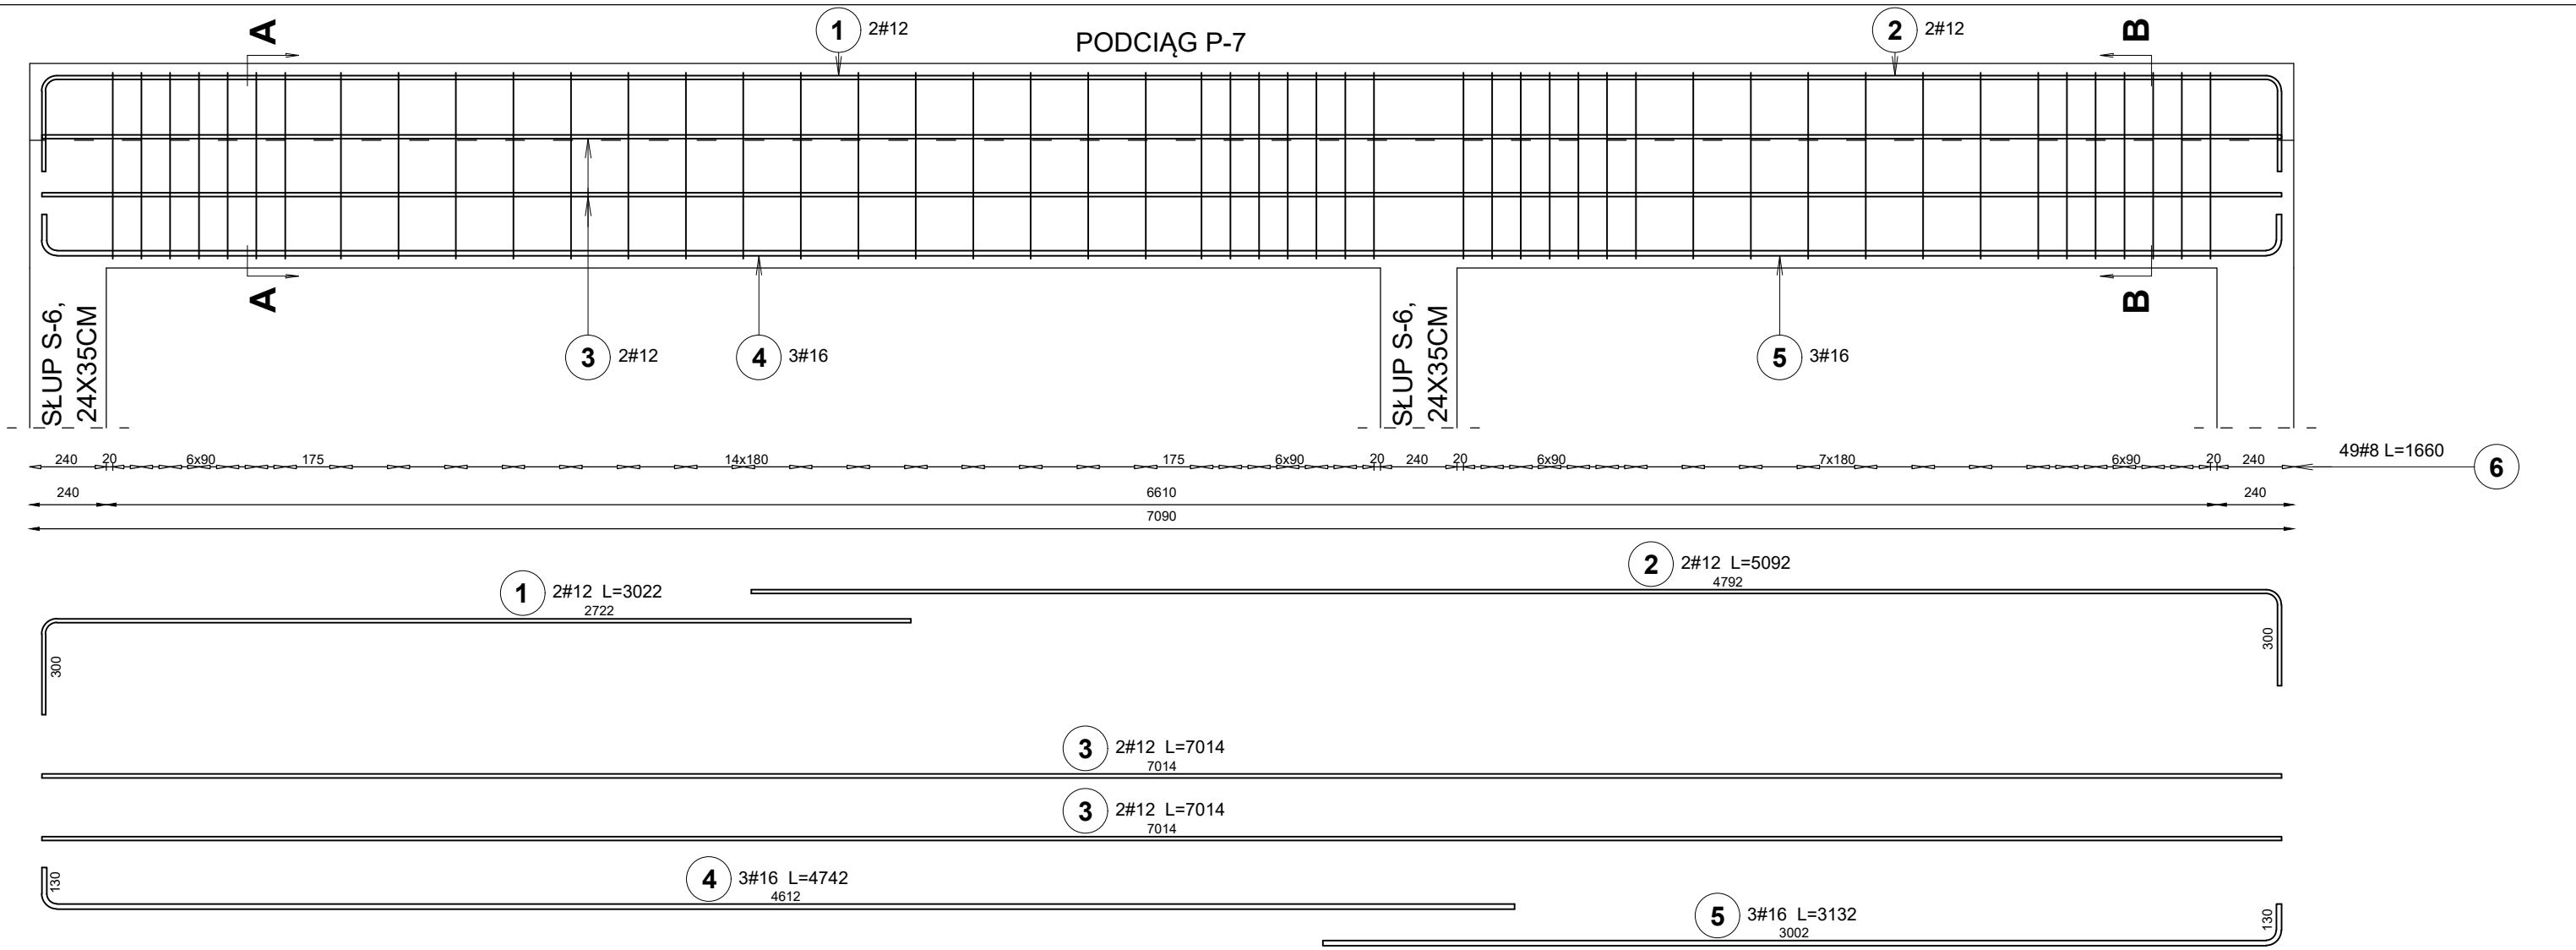 A
1 2#12
PODCIĄG P-7
2 2#12
B
A
B
SŁUP S-6,
24X35CM
3 2#12
4 3#16
SŁUP S-6,
24X35CM
5 3#16
240 20 6x90 175 14x180 175 6x90 20 240 20 6x90 7x180 6x90 20 240
49#8 L=1660
6
240 6610 240
7090
2 2#12 L=5092
4792
1 2#12 L=3022
2722
300
300
3 2#12 L=7014
7014
3 2#12 L=7014
7014
130
4 3#16 L=4742
4612
5 3#16 L=3132
3002
130